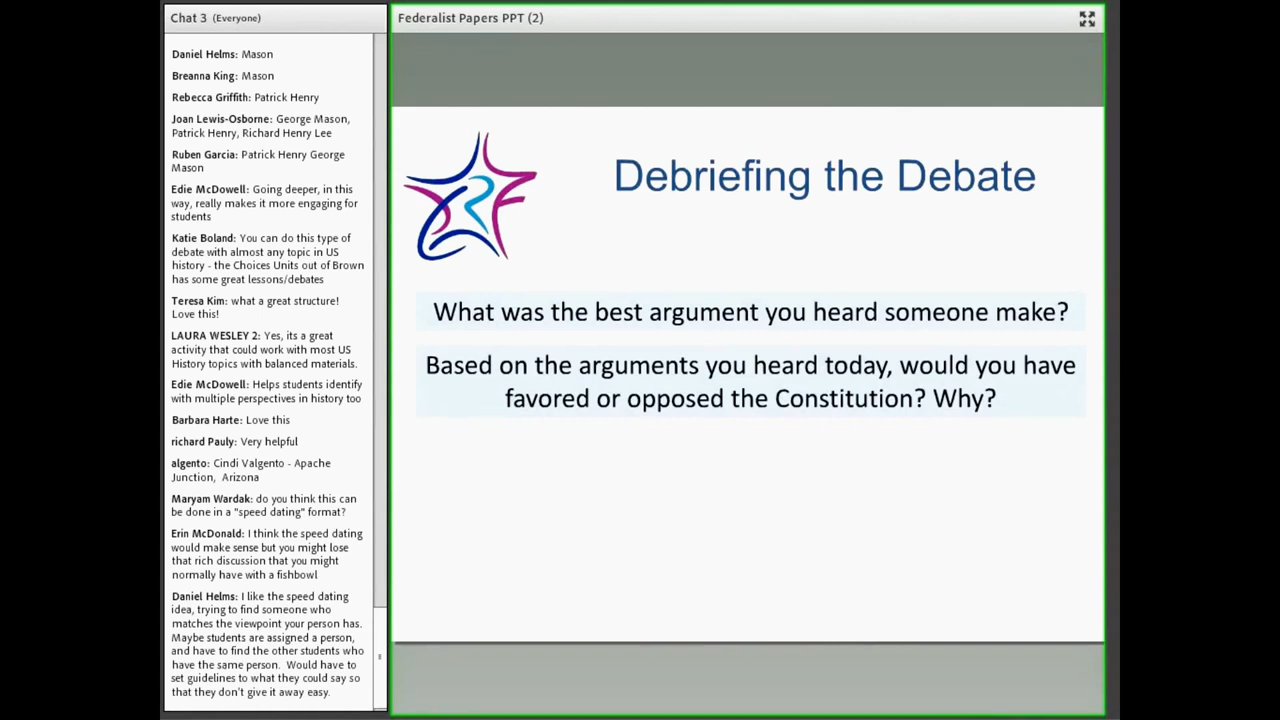 Chat 3 (Everyone)
Daniel Helms: Mason
Breanna King: Mason
Rebecca Griffith: Patrick Henry
Joan Lewis-Osborne: George Mason,
Patrick Henry, Richard Henry Lee
Ruben Garcia: Patrick Henry George
Mason
Edie McDowell: Going deeper, in this
way, really makes it more engaging for
students
Katie Boland: You can do this type of
debate with almost any topic in US
history - the Choices Units out of Brown
has some great lessons/debates
Teresa Kim: what a great structure!
Love this!
LAURA WESLEY 2: Yes, its a great
activity that could work with most US
History topics with balanced materials.
Edie McDowell: Helps students identify
with multiple perspectives in history too
Barbara Harte: Love this
richard Pauly: Very helpful
algento: Cindi Valgento - Apache
Junction, Arizona
Maryam Wardak: do you think this can
be done in a "speed dating" format?
Erin McDonald: I think the speed dating
would make sense but you might lose
that rich discussion that you might
normally have with a fishbowl
Daniel Helms: I like the speed dating
idea, trying to find someone who
matches the viewpoint your person has.
Maybe students are assigned a person,
and have to find the other students who
have the same person. Would have to
set guidelines to what they could say so
that they don't give it away easy.
Federalist Papers PPT (2)
CRF
Debriefing the Debate
What was the best argument you heard someone make?
Based on the arguments you heard today, would you have
favored or opposed the Constitution? Why?